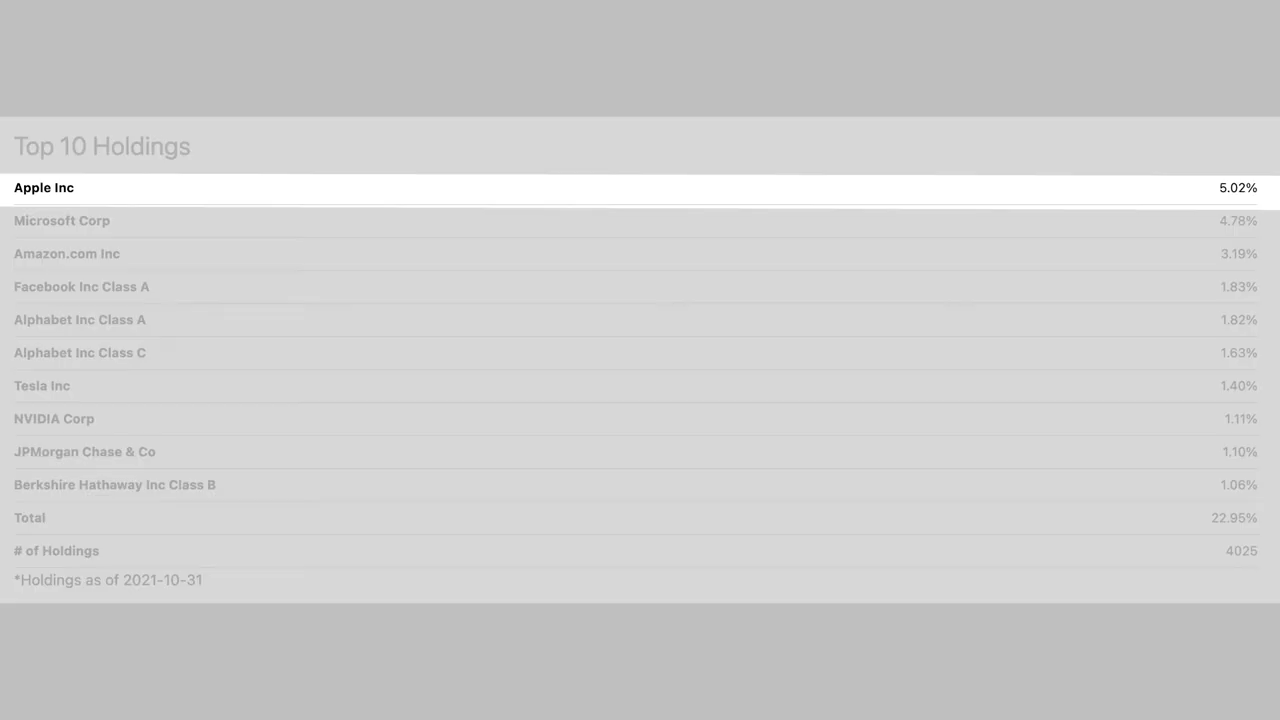 Top 10 Holdings
Apple Inc 5.02%
Microsoft Corp 4.78%
Amazon.com Inc 3.19%
Facebook Inc Class A 1.83%
Alphabet Inc Class A 1.82%
Alphabet Inc Class C 1.63%
Tesla Inc 1.40%
NVIDIA Corp 1.11%
JPMorgan Chase & Co 1.10%
Berkshire Hathaway Inc Class B 1.06%
Total 22.95%
# of Holdings 4025
*Holdings as of 2021-10-31